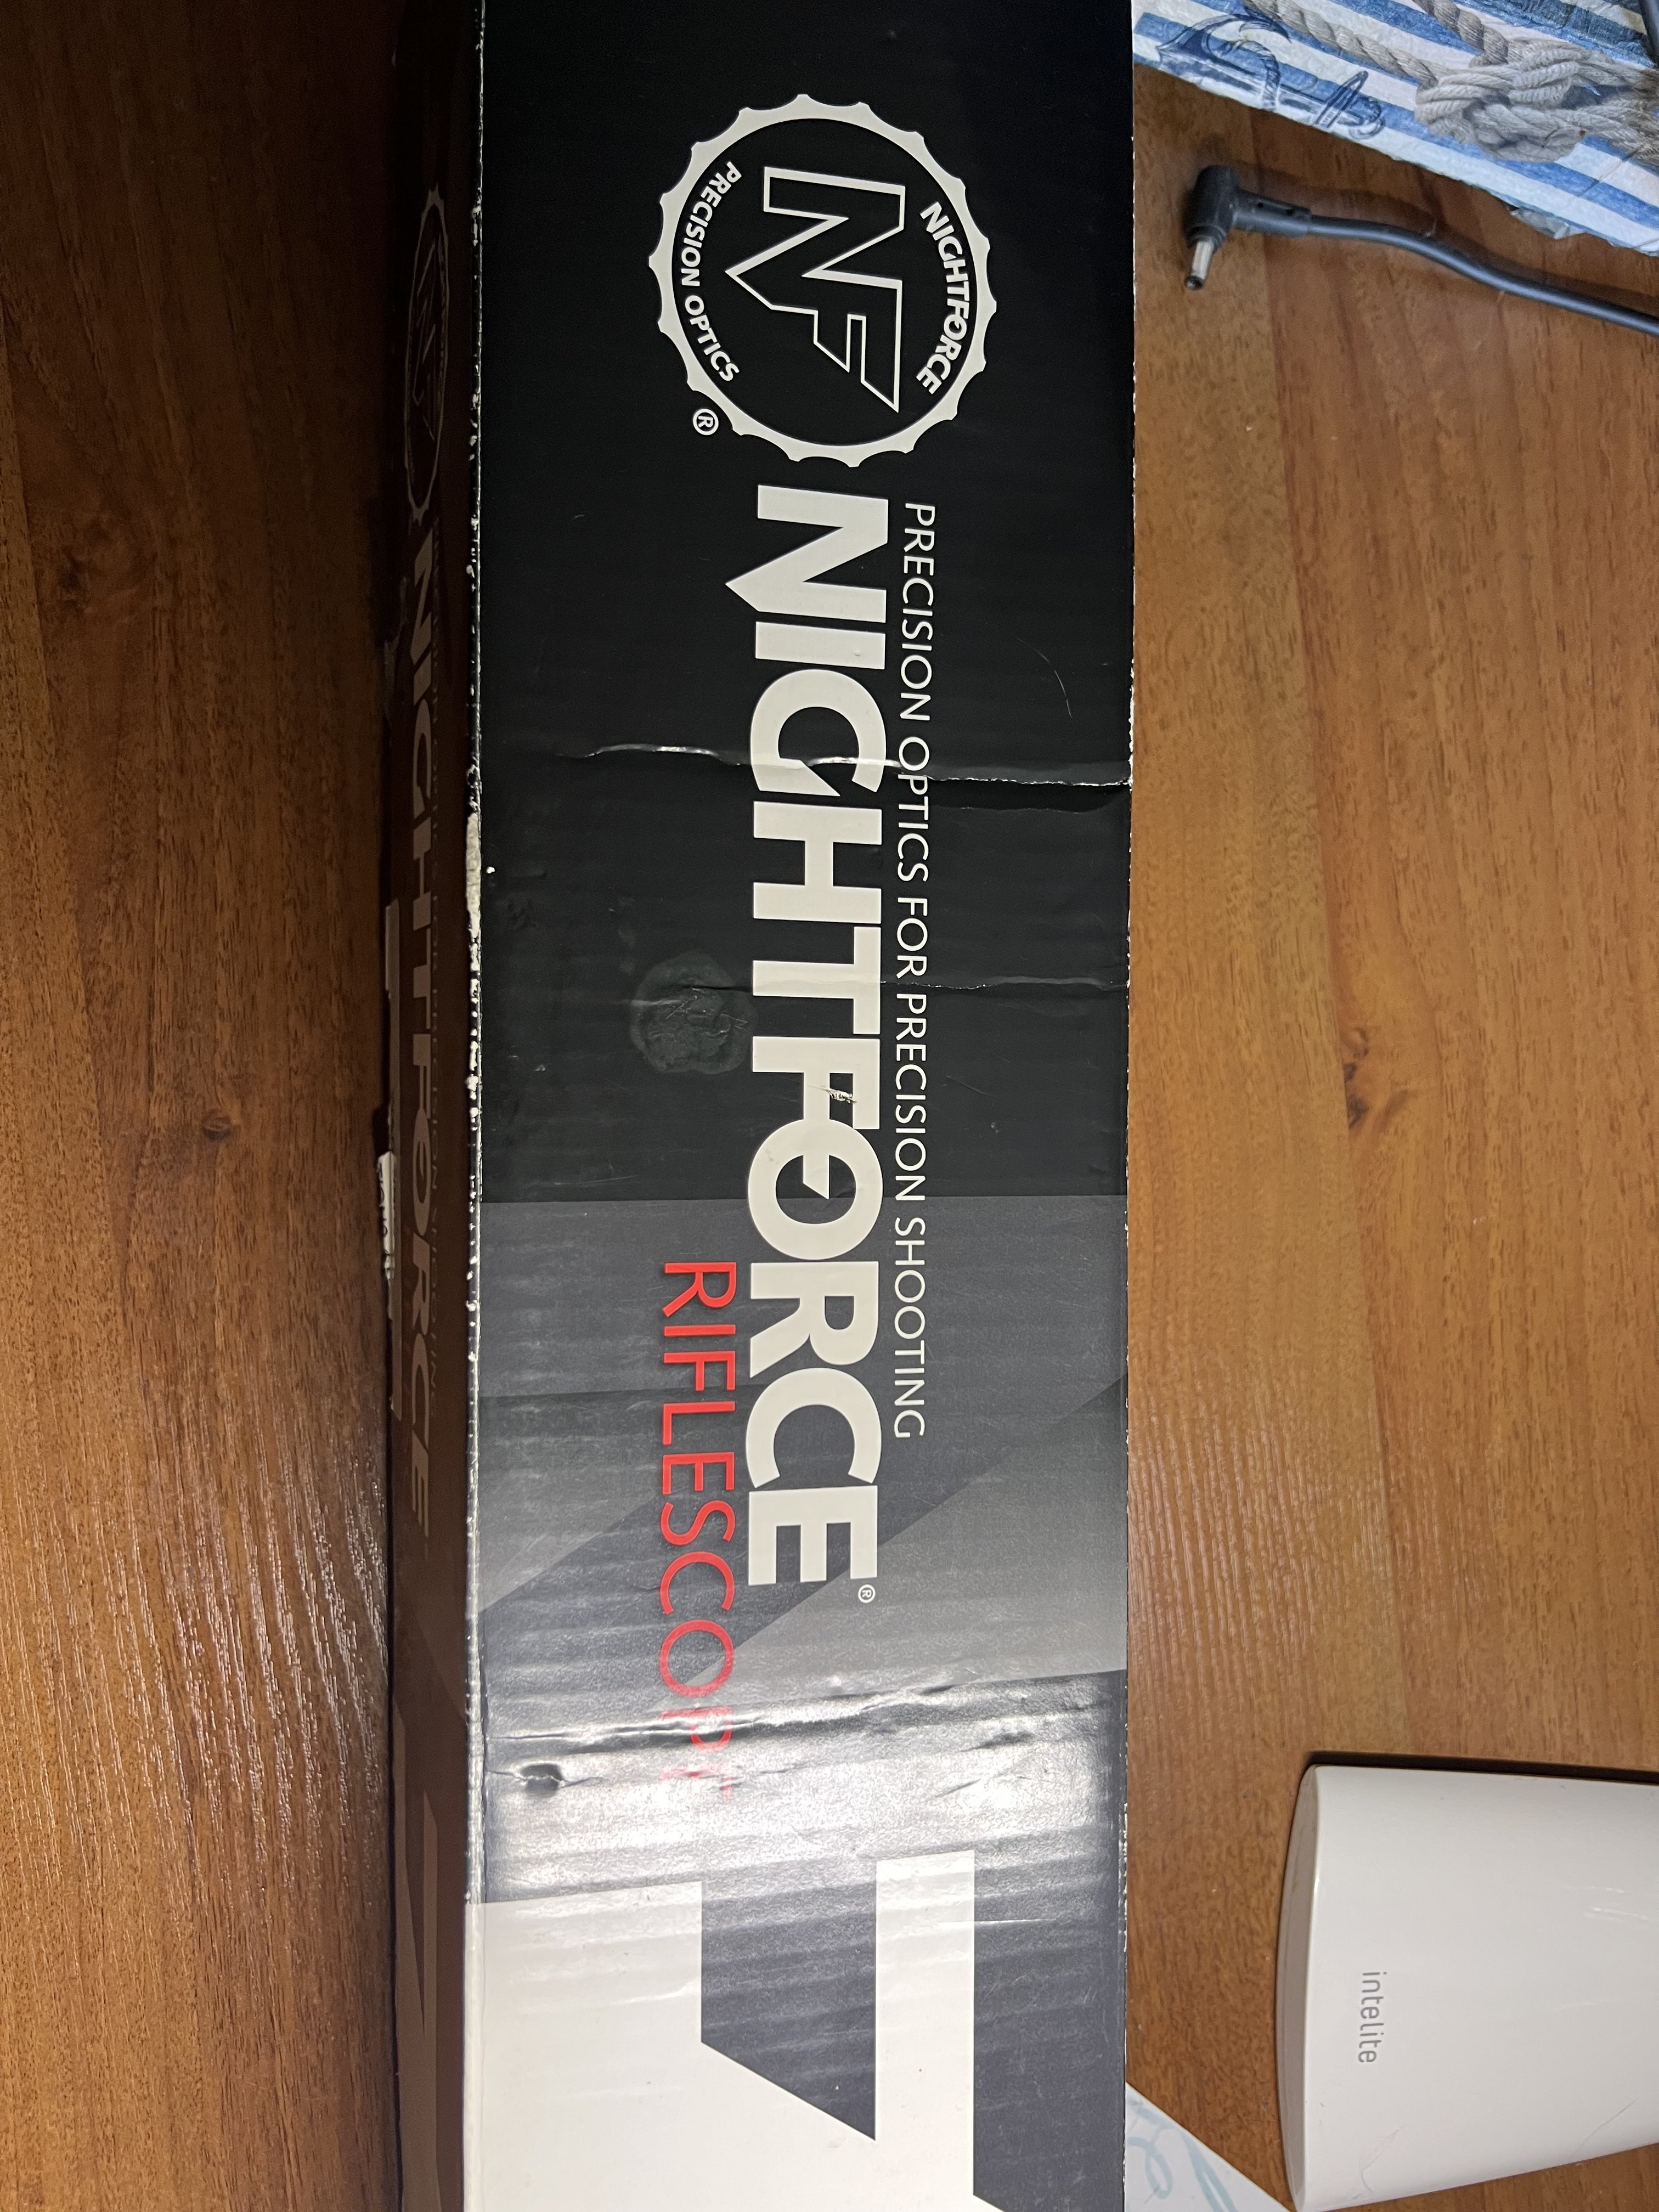 NIGHTFORCE
NF
PRECISION OPTICS
®
PRECISION OPTICS FOR PRECISION SHOOTING
NIGHTFORCE®
RIFLESCOPE
NIGHTFORCE
intelite